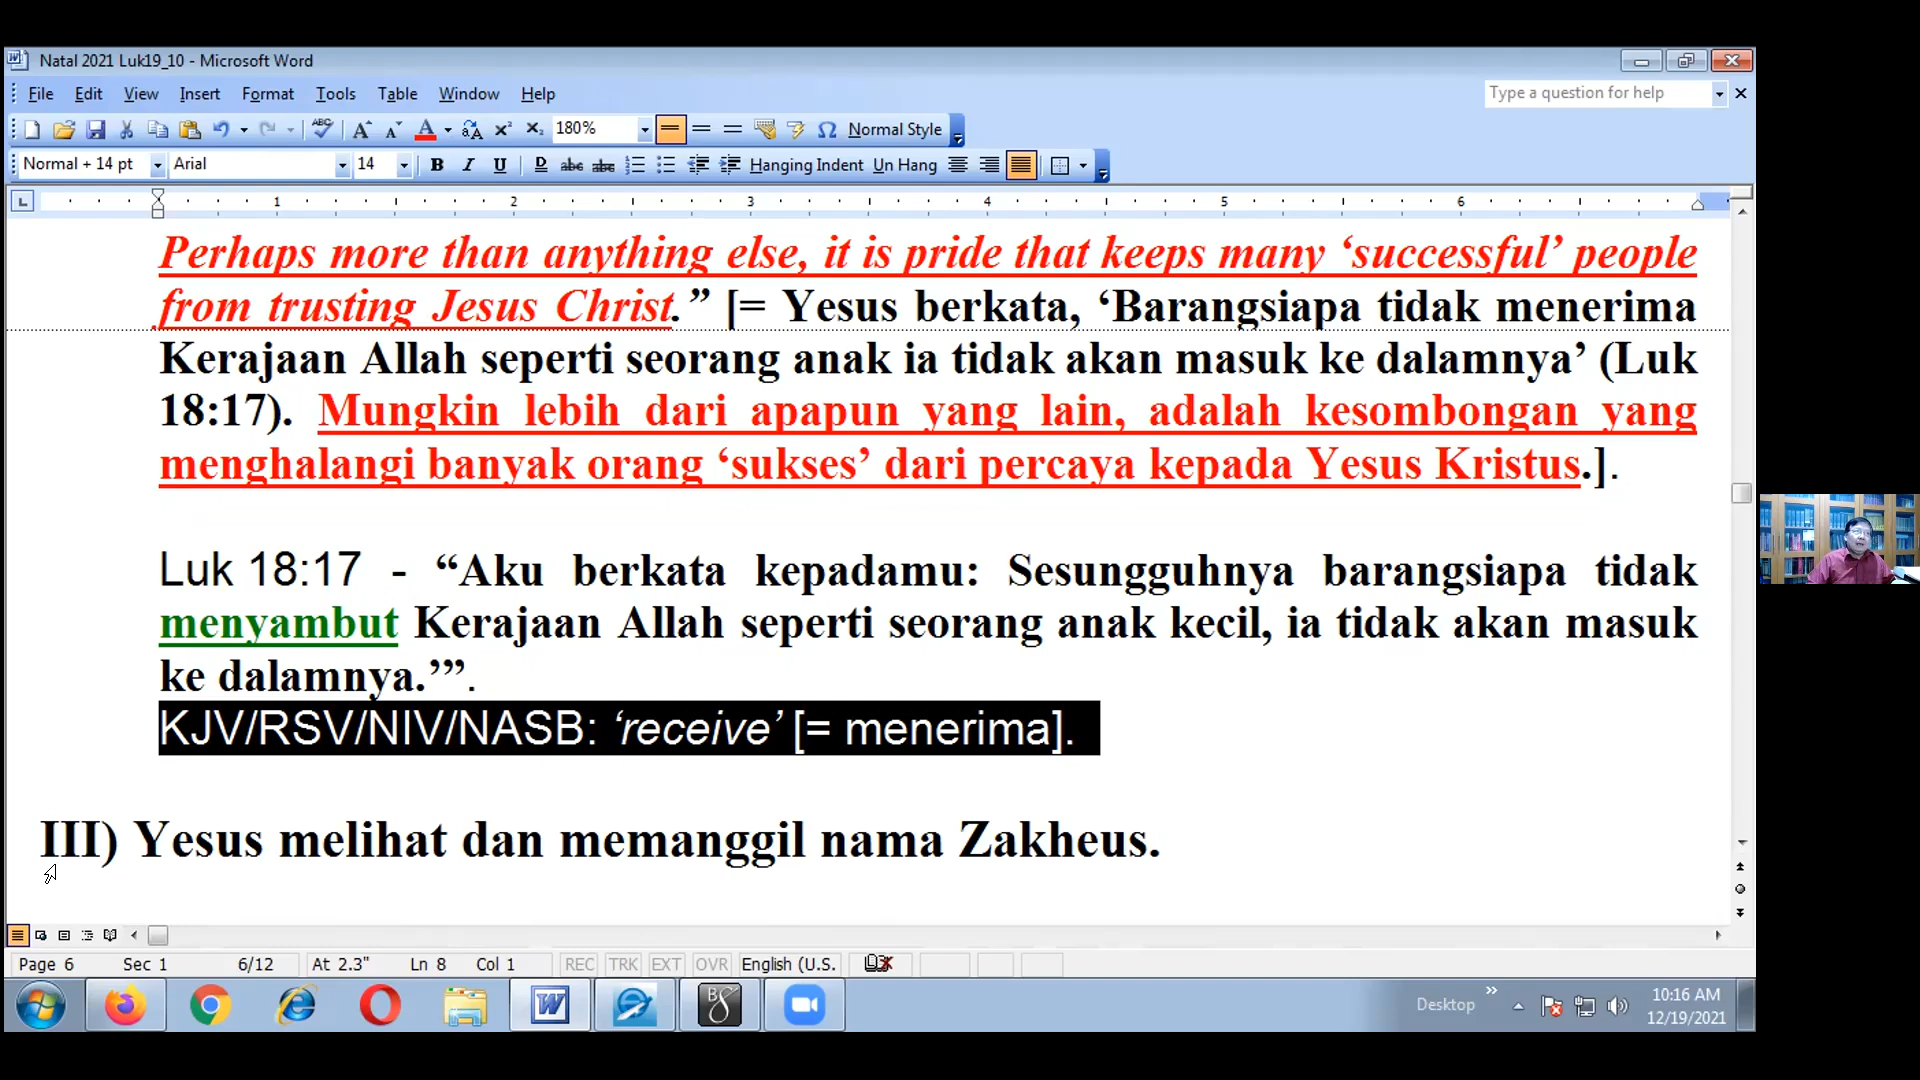 Natal 2021 Luk19_10 - Microsoft Word
File Edit View Insert Format Tools Table Window Help
Type a question for help
180%
Normal Style
Normal + 14 pt
Arial
14
Hanging Indent
Un Hang
1 2 3 4 5 6
Perhaps more than anything else, it is pride that keeps many ‘successful’ people
from trusting Jesus Christ.” [= Yesus berkata, ‘Barangsiapa tidak menerima
Kerajaan Allah seperti seorang anak ia tidak akan masuk ke dalamnya’ (Luk
18:17). Mungkin lebih dari apapun yang lain, adalah kesombongan yang
menghalangi banyak orang ‘sukses’ dari percaya kepada Yesus Kristus.].
Luk 18:17 - “Aku berkata kepadamu: Sesungguhnya barangsiapa tidak
menyambut Kerajaan Allah seperti seorang anak kecil, ia tidak akan masuk
ke dalamnya.’”.
KJV/RSV/NIV/NASB: ‘receive’ [= menerima].
III) Yesus melihat dan memanggil nama Zakheus.
Page 6 Sec 1 6/12 At 2.3" Ln 8 Col 1 REC TRK EXT OVR English (U.S.
Desktop
10:16 AM
12/19/2021